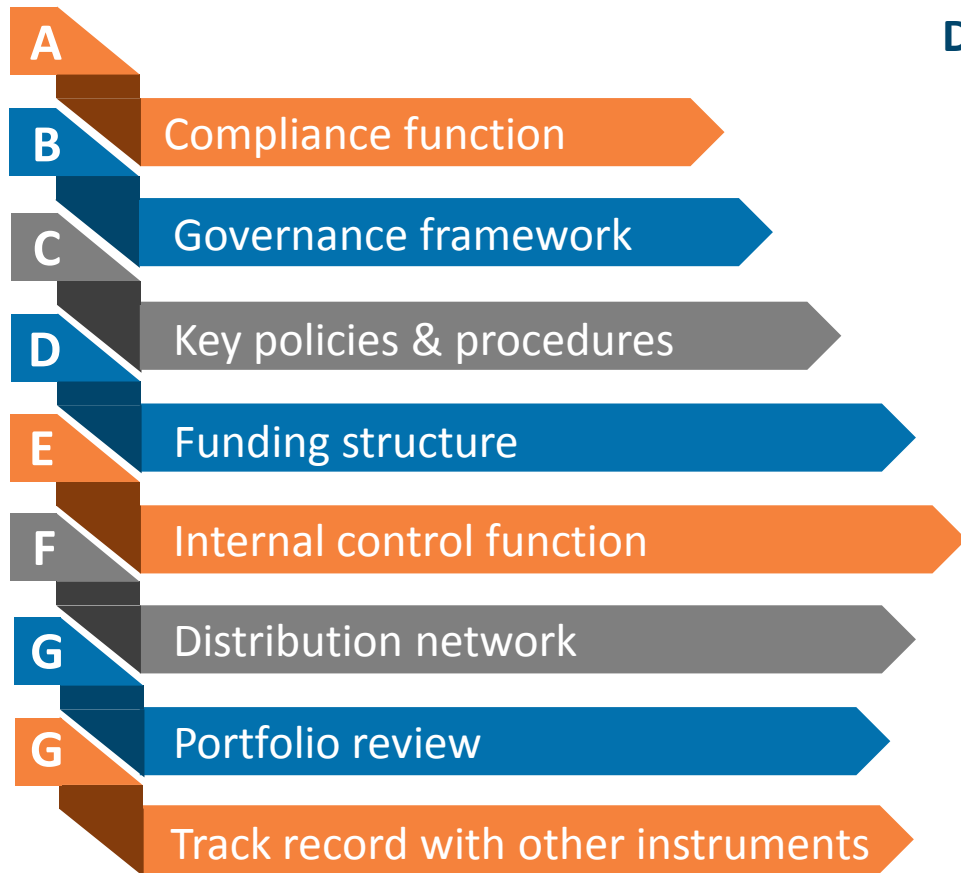 A
D
Compliance function
B
Governance framework
C
Key policies & procedures
D
Funding structure
E
Internal control function
F
Distribution network
G
Portfolio review
G
Track record with other instruments